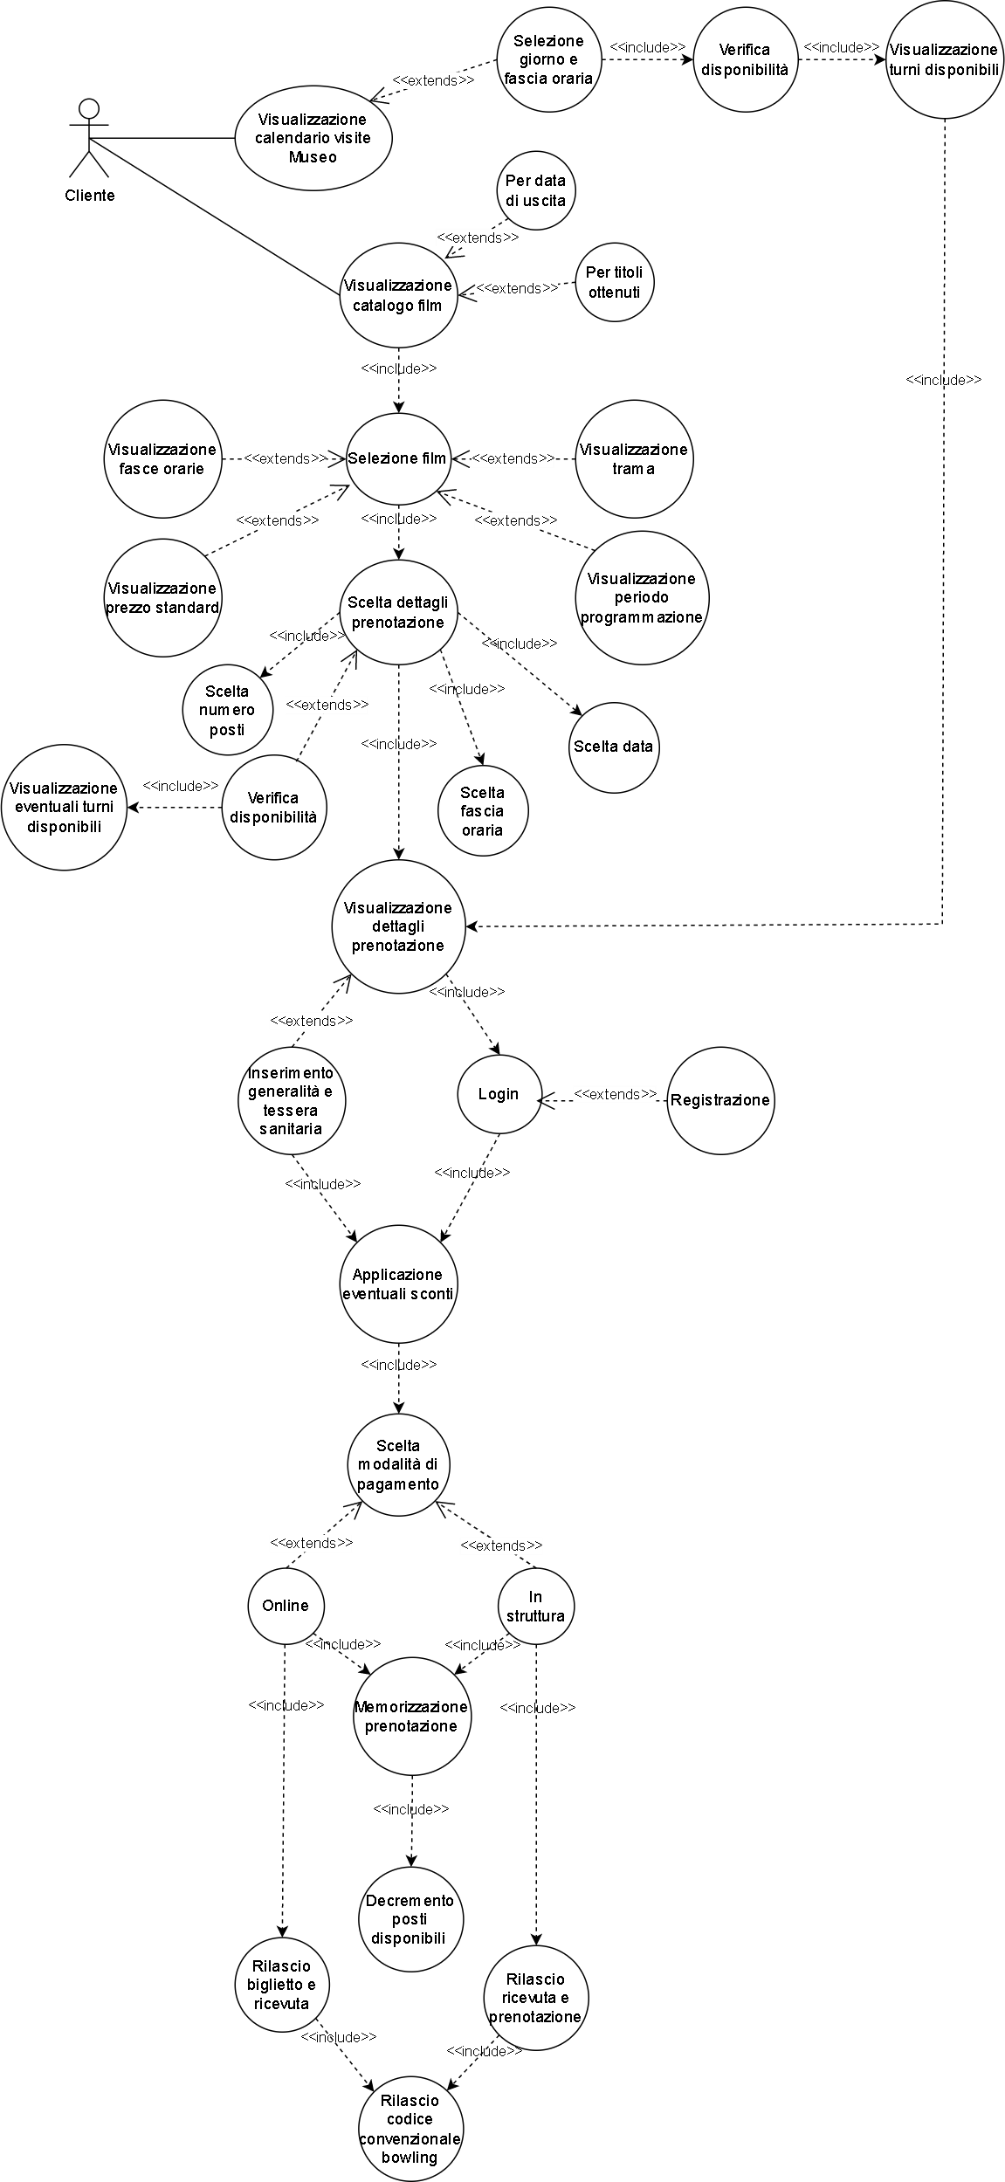 Selezione
giorno e
fascia oraria
<<include>>
Verifica
disponibilità
<<include>>
Visualizzazione
turni disponibili
<<extends>>
Visualizzazione
calendario visite
Museo
Cliente
Per data
di uscita
<<extends>>
Per titoli
ottenuti
<<extends>>
Visualizzazione
catalogo film
<<include>>
<<include>>
Visualizzazione
fasce orarie
<<extends>>
Selezione film
<<extends>>
Visualizzazione
trama
<<extends>>
<<include>>
<<extends>>
Visualizzazione
prezzo standard
Visualizzazione
periodo
programmazione
Scelta dettagli
prenotazione
<<include>>
<<include>>
Scelta
numero
posti
<<extends>>
<<include>>
<<include>>
Scelta data
Visualizzazione
eventuali turni
disponibili
<<include>>
Verifica
disponibilità
Scelta
fascia
oraria
Visualizzazione
dettagli
prenotazione
<<extends>>
<<include>>
Inserimento
generalità e
tessera
sanitaria
Login
<<extends>>
Registrazione
<<include>>
<<include>>
Applicazione
eventuali sconti
<<include>>
Scelta
modalità di
pagamento
<<extends>>
<<extends>>
Online
In
struttura
<<include>>
<<include>>
<<include>>
Memorizzazione
prenotazione
<<include>>
<<include>>
Decremento
posti
disponibili
Rilascio
biglietto e
ricevuta
Rilascio
ricevuta e
prenotazione
<<include>>
<<include>>
Rilascio
codice
convenzionale
bowling